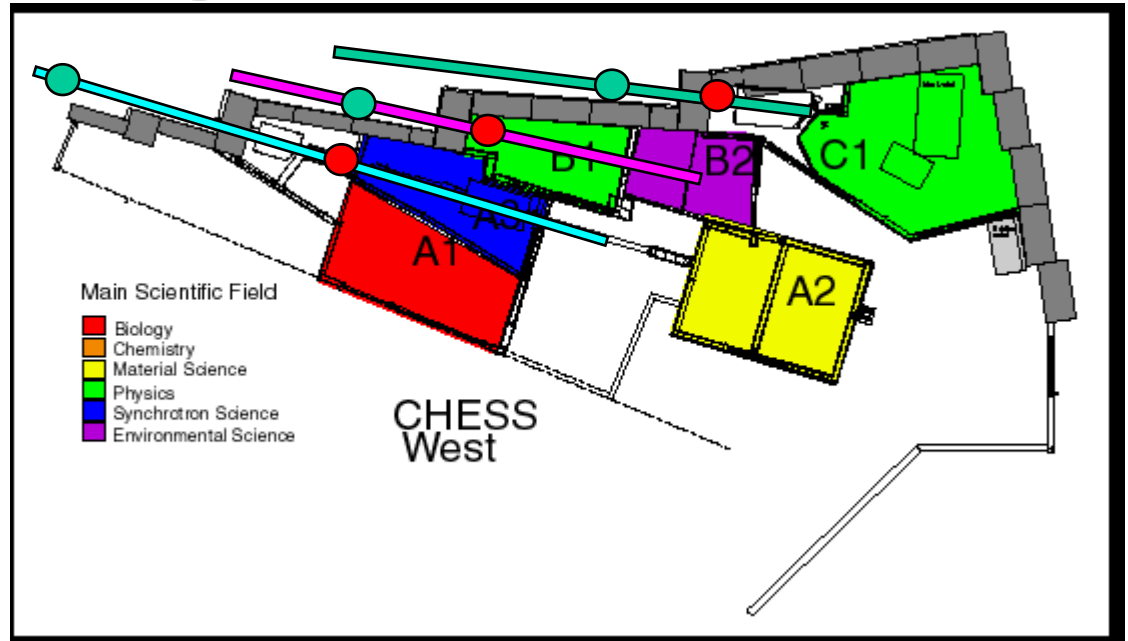 B1
B2
C1
A3
A1
A2
Main Scientific Field
Biology
Chemistry
Material Science
Physics
Synchrotron Science
Environmental Science
CHESS
West